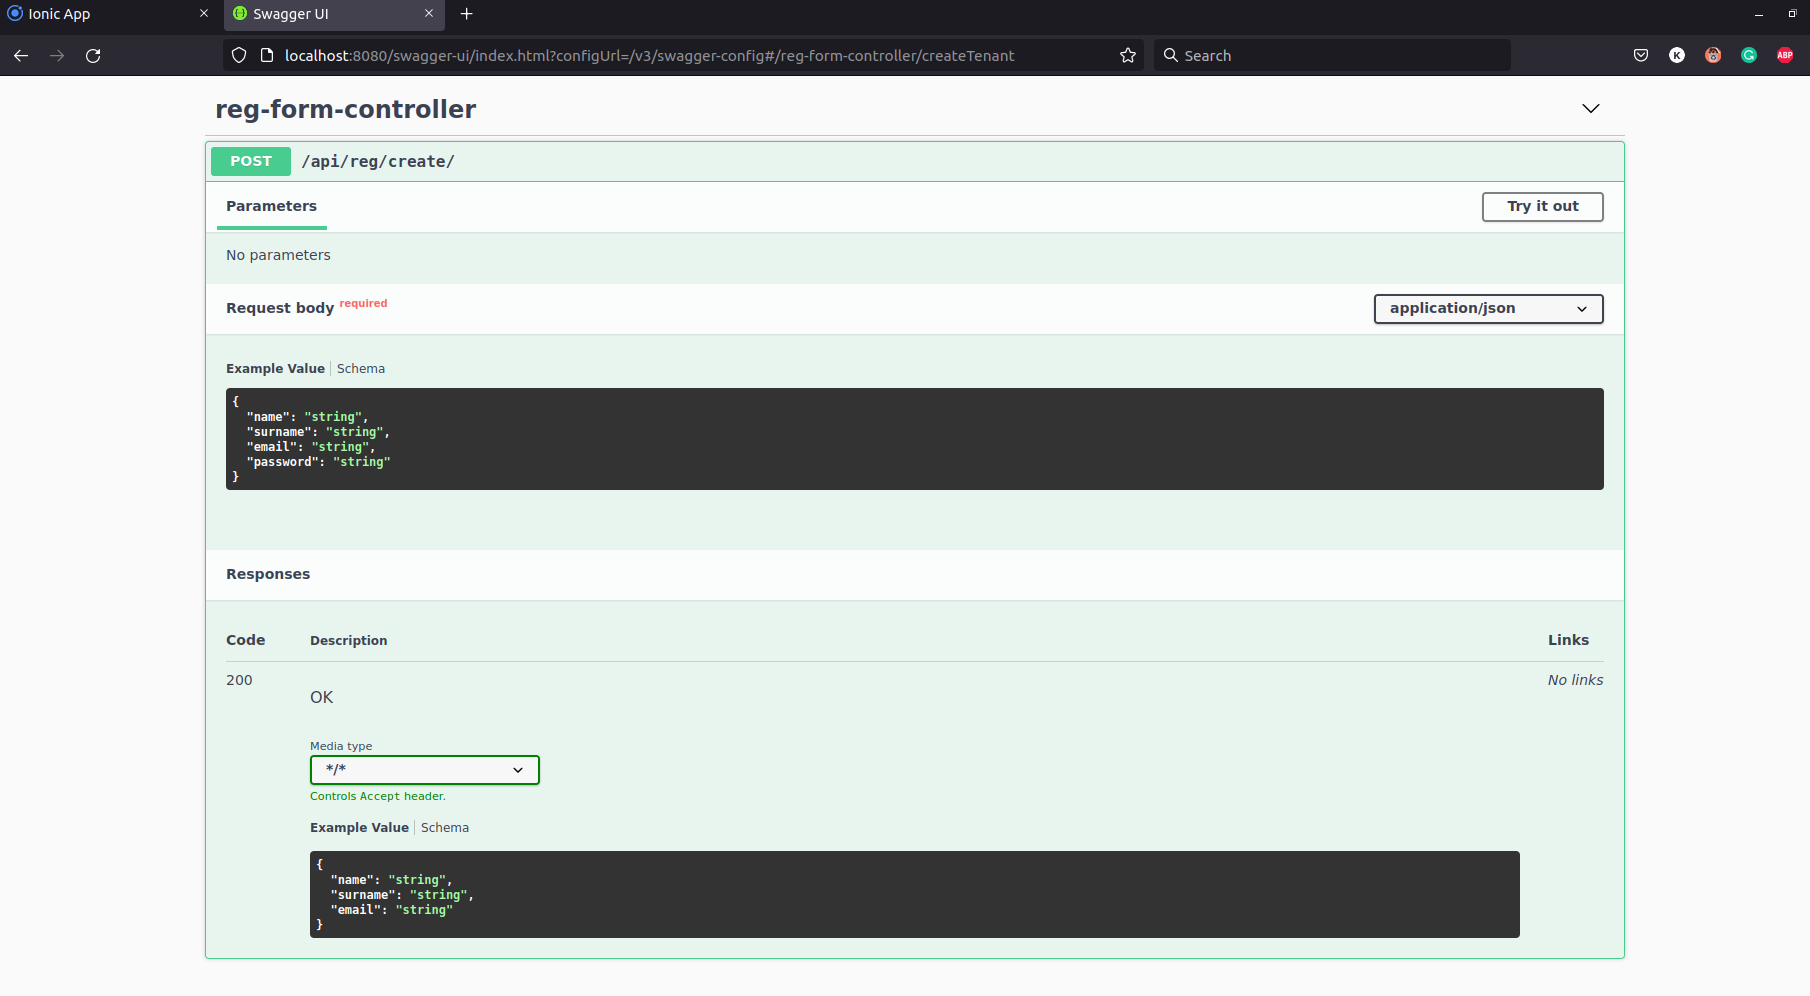 Ionic App
Swagger UI
localhost:8080/swagger-ui/index.html?configUrl=/v3/swagger-config#/reg-form-controller/createTenant
Search
K
ABP
reg-form-controller
POST /api/reg/create/
Parameters
Try it out
No parameters
Request body required
application/json
Example Value Schema
{
"name": "string",
"surname": "string",
"email": "string",
"password": "string"
}
Responses
Code Description Links
200 No links
OK
Media type
*/*
Controls Accept header.
Example Value Schema
{
"name": "string",
"surname": "string",
"email": "string"
}